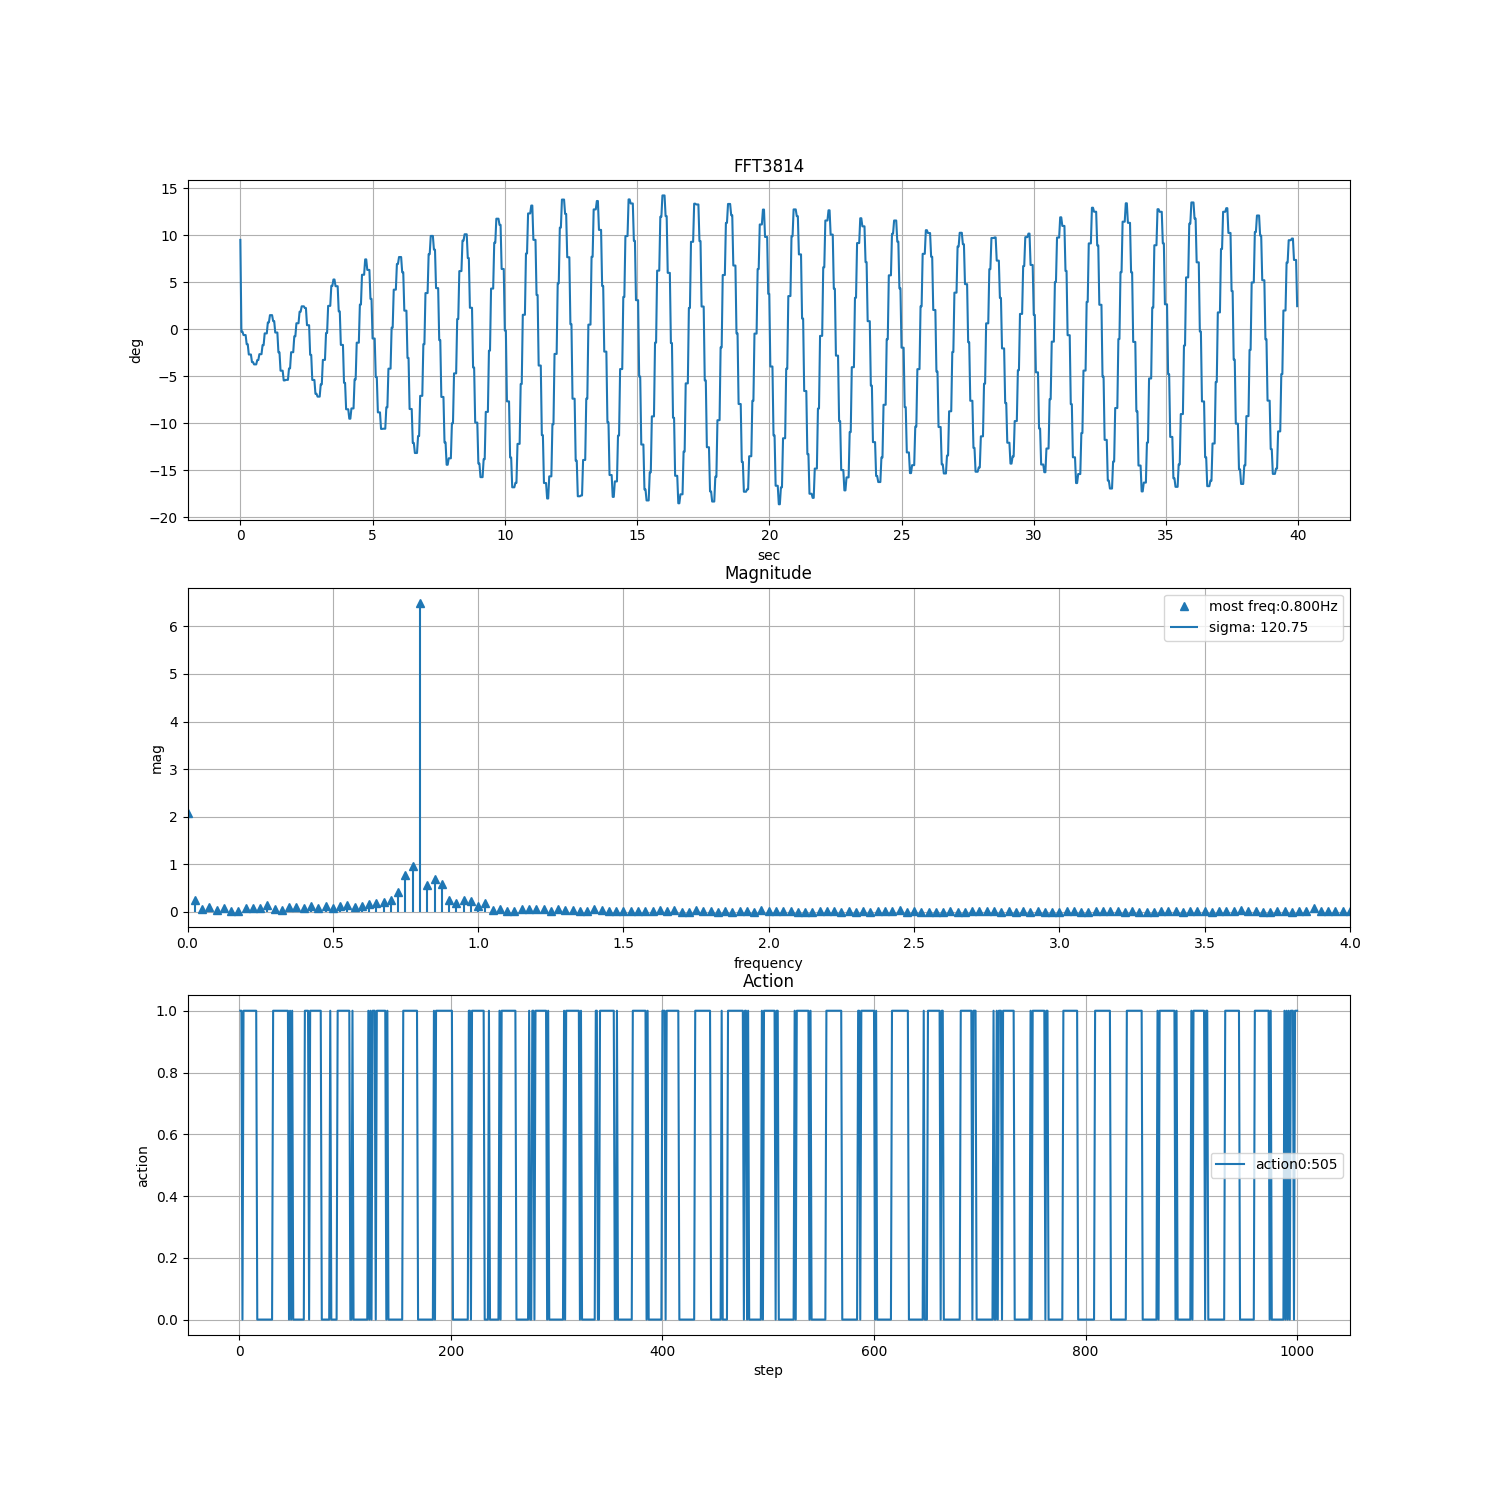 FFT3814
15
10
5
0
−5
−10
−15
−20
deg
0 5 10 15 20 25 30 35 40
sec
Magnitude
most freq:0.800Hz
sigma: 120.75
6
5
4
3
2
1
0
mag
0.0 0.5 1.0 1.5 2.0 2.5 3.0 3.5 4.0
frequency
Action
1.0
0.8
0.6
0.4
0.2
0.0
action
action0:505
0 200 400 600 800 1000
step